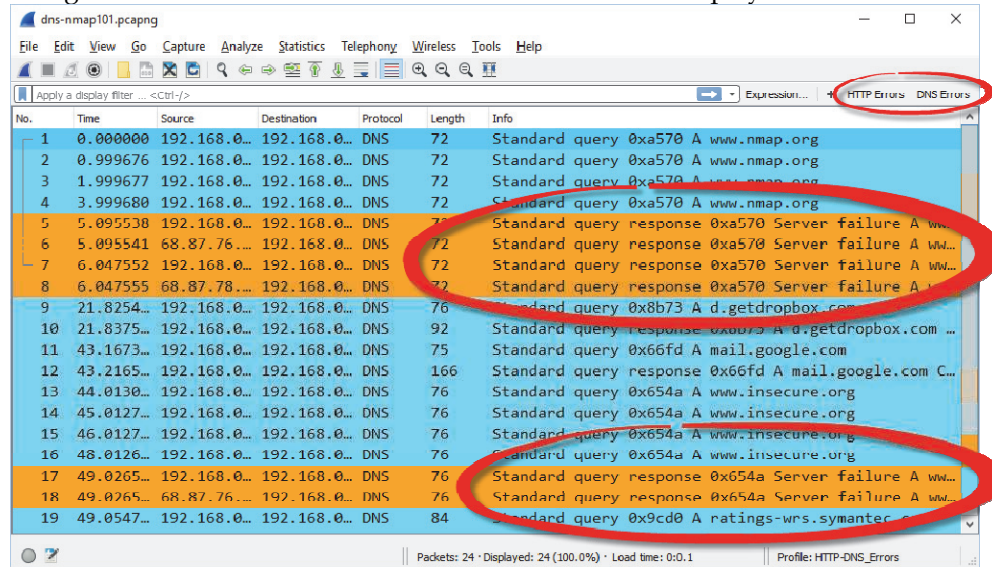 dns-nmap101.pcapng
File Edit View Go Capture Analyze Statistics Telephony Wireless Tools Help
Apply a display filter ... <Ctrl-/> Expression... + HTTP Errors DNS Errors
No. Time Source Destination Protocol Length Info
1 0.000000 192.168.0… 192.168.0… DNS 72 Standard query 0xa570 A www.nmap.org
2 0.999676 192.168.0… 192.168.0… DNS 72 Standard query 0xa570 A www.nmap.org
3 1.999677 192.168.0… 192.168.0… DNS 72 Standard query 0xa570 A www.nmap.org
4 3.999680 192.168.0… 192.168.0… DNS 72 Standard query 0xa570 A www.nmap.org
5 5.095538 192.168.0… 192.168.0… DNS 72 Standard query response 0xa570 Server failure A ww…
6 5.095541 68.87.76.… 192.168.0… DNS 72 Standard query response 0xa570 Server failure A ww…
7 6.047552 192.168.0… 192.168.0… DNS 72 Standard query response 0xa570 Server failure A ww…
8 6.047555 68.87.78.… 192.168.0… DNS 72 Standard query response 0xa570 Server failure A
9 21.8254… 192.168.0… 192.168.0… DNS 76 Standard query 0x8b73 A d.getdropbox.com
10 21.8375… 192.168.0… 192.168.0… DNS 92 Standard query response 0x8b73 A d.getdropbox.com …
11 43.1673… 192.168.0… 192.168.0… DNS 75 Standard query 0x66fd A mail.google.com
12 43.2165… 192.168.0… 192.168.0… DNS 166 Standard query response 0x66fd A mail.google.com C…
13 44.0130… 192.168.0… 192.168.0… DNS 76 Standard query 0x654a A www.insecure.org
14 45.0127… 192.168.0… 192.168.0… DNS 76 Standard query 0x654a A www.insecure.org
15 46.0127… 192.168.0… 192.168.0… DNS 76 Standard query 0x654a A www.insecure.org
16 48.0126… 192.168.0… 192.168.0… DNS 76 Standard query 0x654a A www.insecure.org
17 49.0265… 192.168.0… 192.168.0… DNS 76 Standard query response 0x654a Server failure A ww…
18 49.0265… 68.87.76.… 192.168.0… DNS 76 Standard query response 0x654a Server failure A ww…
19 49.0547… 192.168.0… 192.168.0… DNS 84 Standard query 0x9cd0 A ratings-wrs.symantec.
Packets: 24 · Displayed: 24 (100.0%) · Load time: 0:0.1 Profile: HTTP-DNS_Errors